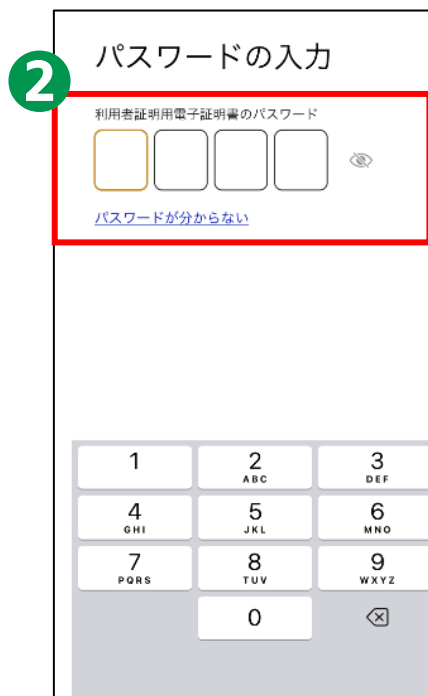 パスワードの入力
2
利用者証明用電子証明書のパスワード
パスワードが分からない
1 2 3
ABC DEF
4 5 6
GHI JKL MNO
7 8 9
PQRS TUV WXYZ
0